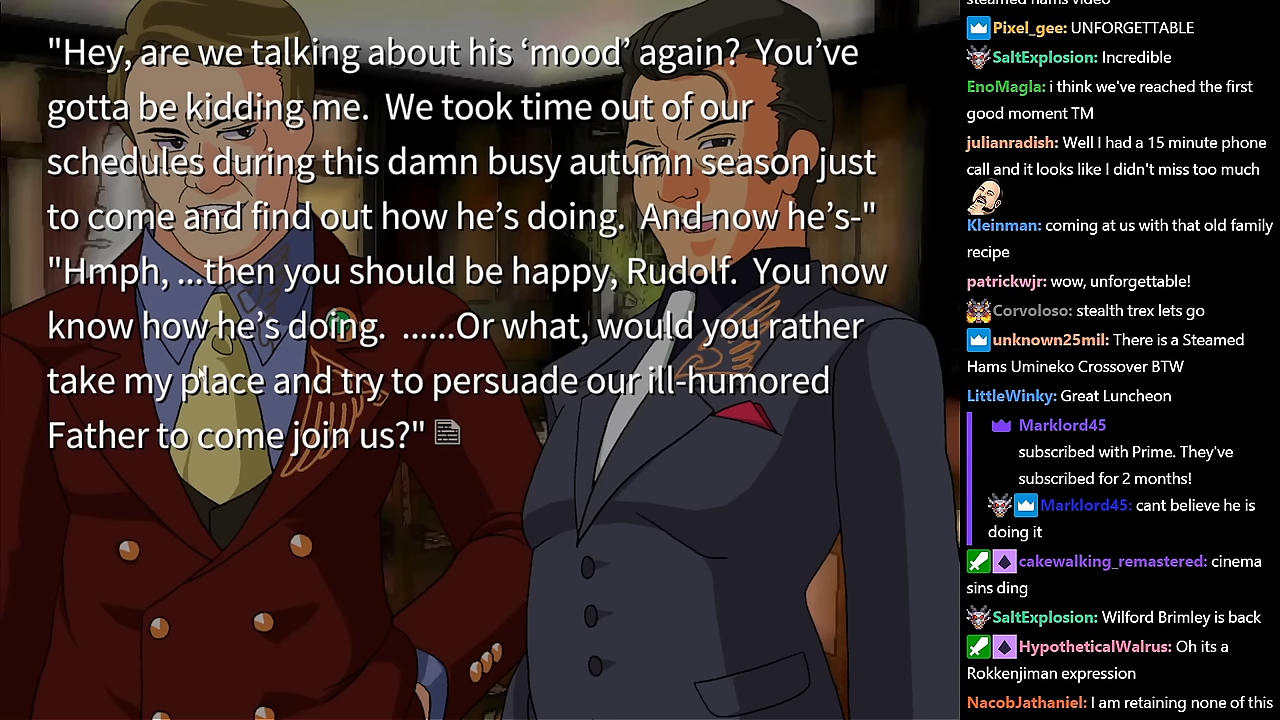 "Hey, are we talking about his ‘mood’ again?  You’ve
gotta be kidding me.  We took time out of our
schedules during this damn busy autumn season just
to come and find out how he’s doing.  And now he’s-"
"Hmph, ...then you should be happy, Rudolf.  You now
know how he’s doing.  ......Or what, would you rather
take my place and try to persuade our ill-humored
Father to come join us?"
steamed hams video
Pixel_gee: UNFORGETTABLE
SaltExplosion: Incredible
EnoMagla: i think we've reached the first
good moment TM
julianradish: Well I had a 15 minute phone
call and it looks like I didn't miss too much
Kleinman: coming at us with that old family
recipe
patrickwjr: wow, unforgettable!
Corvoloso: stealth trex lets go
unknown25mil: There is a Steamed
Hams Umineko Crossover BTW
LittleWinky: Great Luncheon
Marklord45
subscribed with Prime. They've
subscribed for 2 months!
Marklord45: cant believe he is
doing it
cakewalking_remastered: cinema
sins ding
SaltExplosion: Wilford Brimley is back
HypotheticalWalrus: Oh its a
Rokkenjiman expression
NacobJathaniel: I am retaining none of this